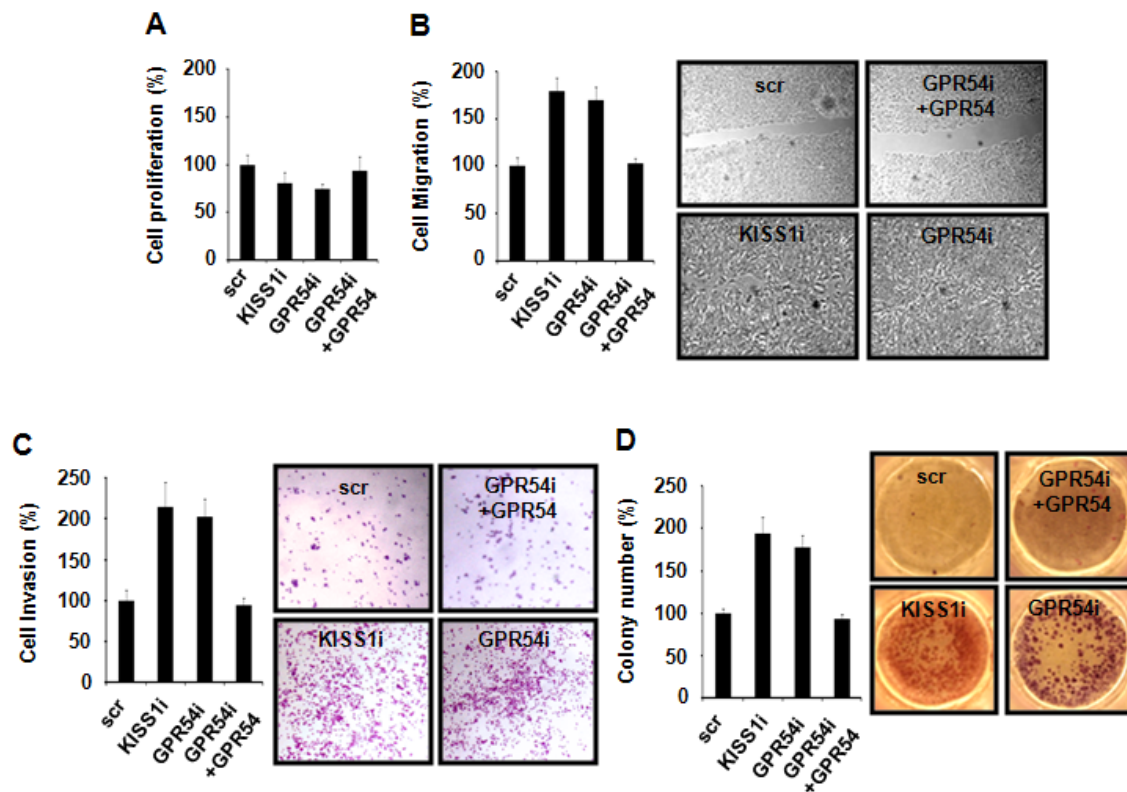 A
Cell proliferation (%)
200
150
100
50
0
scr
KISS1i
GPR54i
GPR54i
+GPR54
B
Cell Migration (%)
200
150
100
50
0
scr
KISS1i
GPR54i
GPR54i
+GPR54
scr
GPR54i
+GPR54
KISS1i
GPR54i
C
Cell Invasion (%)
250
200
150
100
50
0
scr
KISS1i
GPR54i
GPR54i
+GPR54
scr
GPR54i
+GPR54
KISS1i
GPR54i
D
Colony number (%)
250
200
150
100
50
0
scr
KISS1i
GPR54i
GPR54i
+GPR54
scr
GPR54i
+GPR54
KISS1i
GPR54i